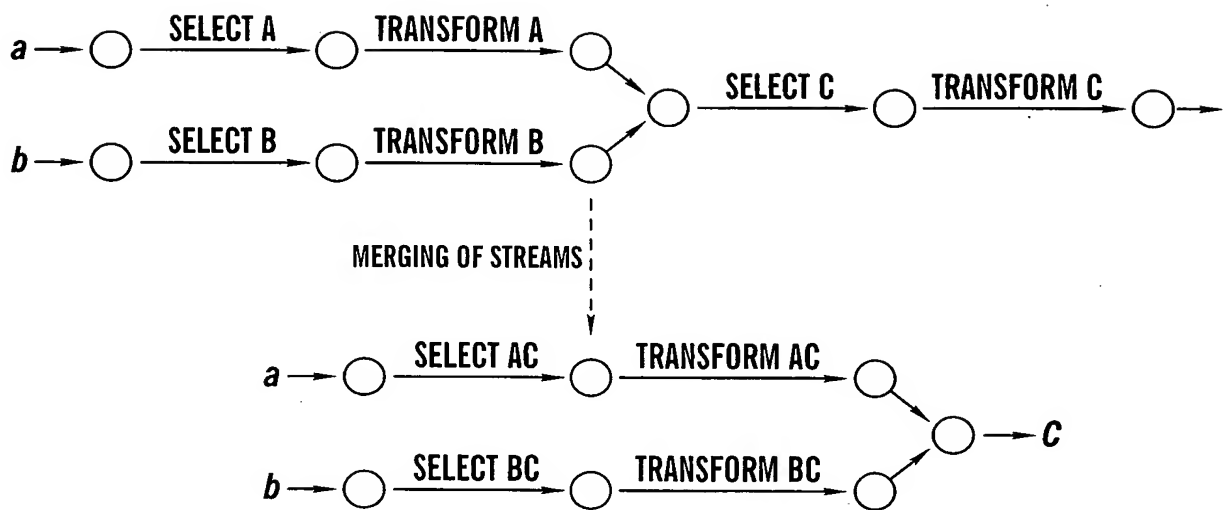 a SELECT A TRANSFORM A
SELECT C TRANSFORM C
b SELECT B TRANSFORM B
MERGING OF STREAMS
a SELECT AC TRANSFORM AC
C
b SELECT BC TRANSFORM BC